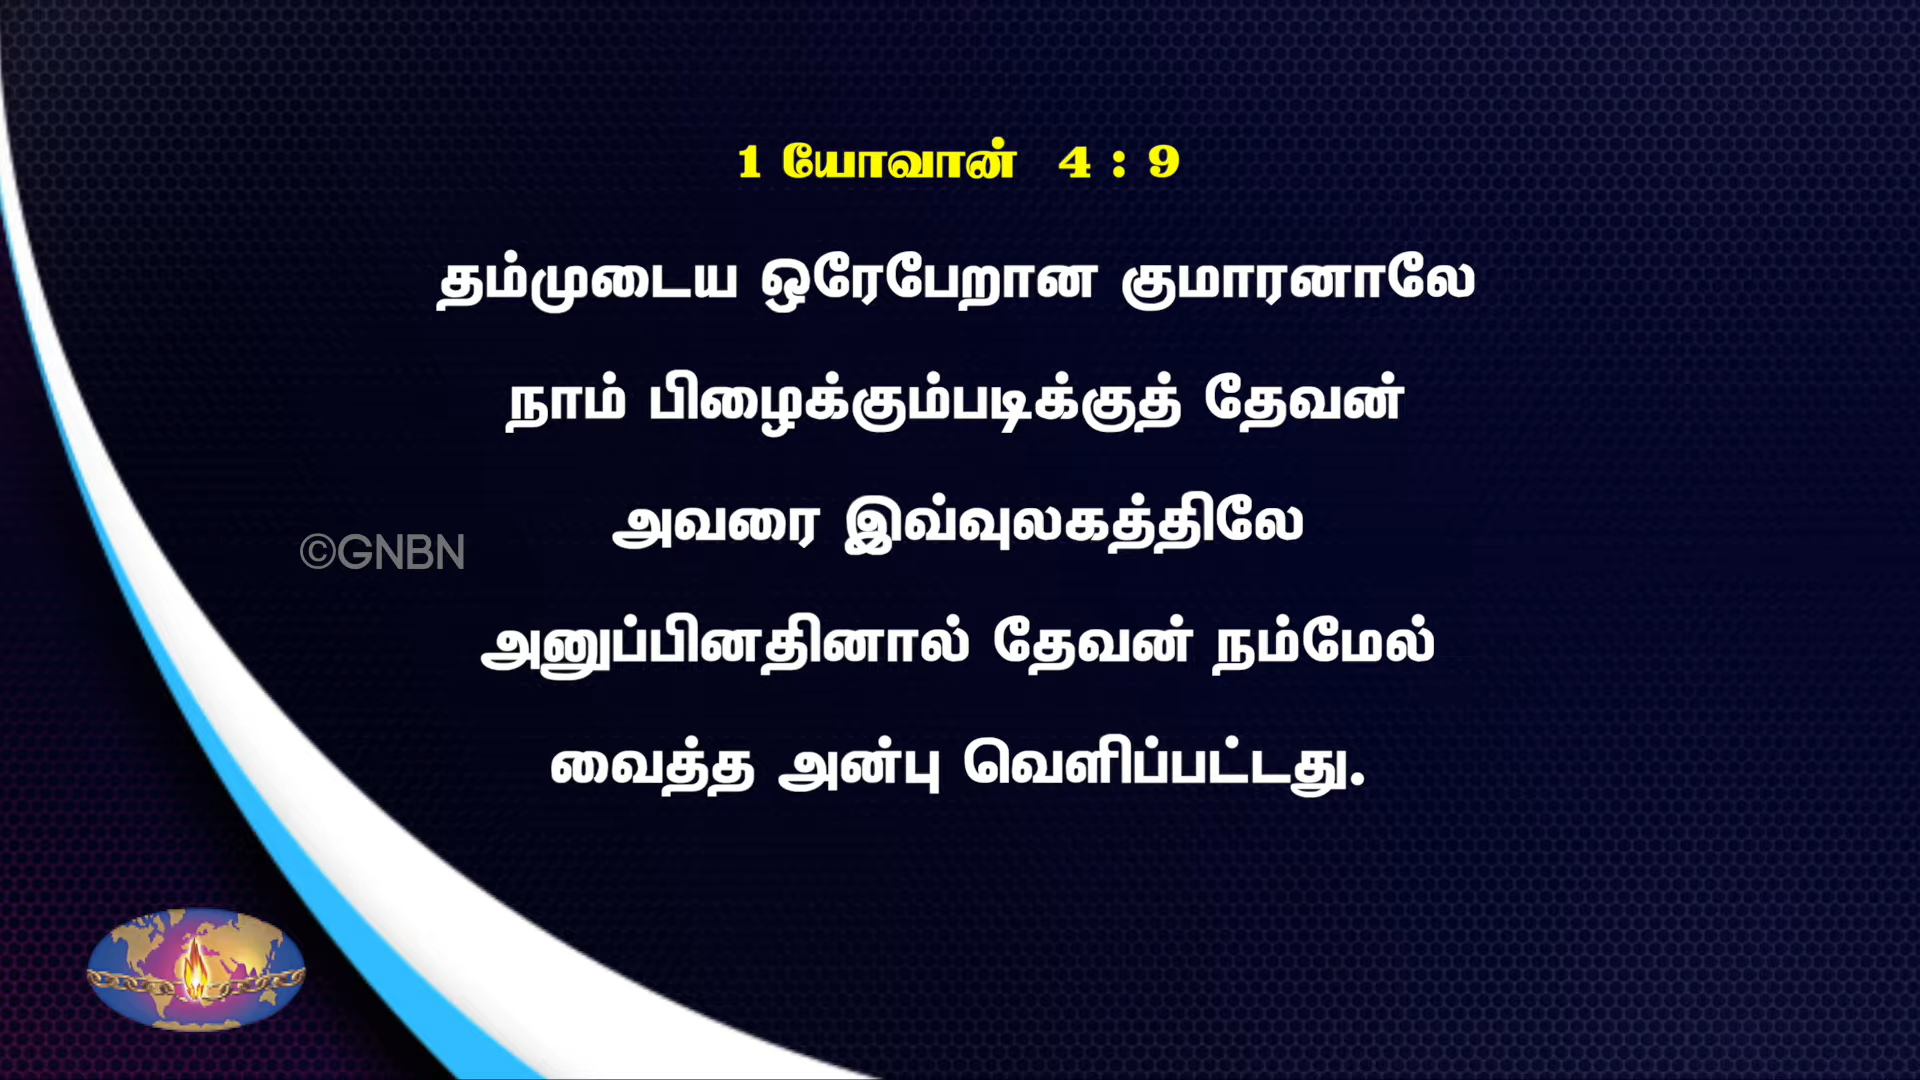 1 யோவான் 4 : 9
தம்முடைய ஒரேபேறான குமாரனாலே
நாம் பிழைக்கும்படிக்குத் தேவன்
அவரை இவ்வுலகத்திலே
©GNBN
அனுப்பினதினால் தேவன் நம்மேல்
வைத்த அன்பு வெளிப்பட்டது.